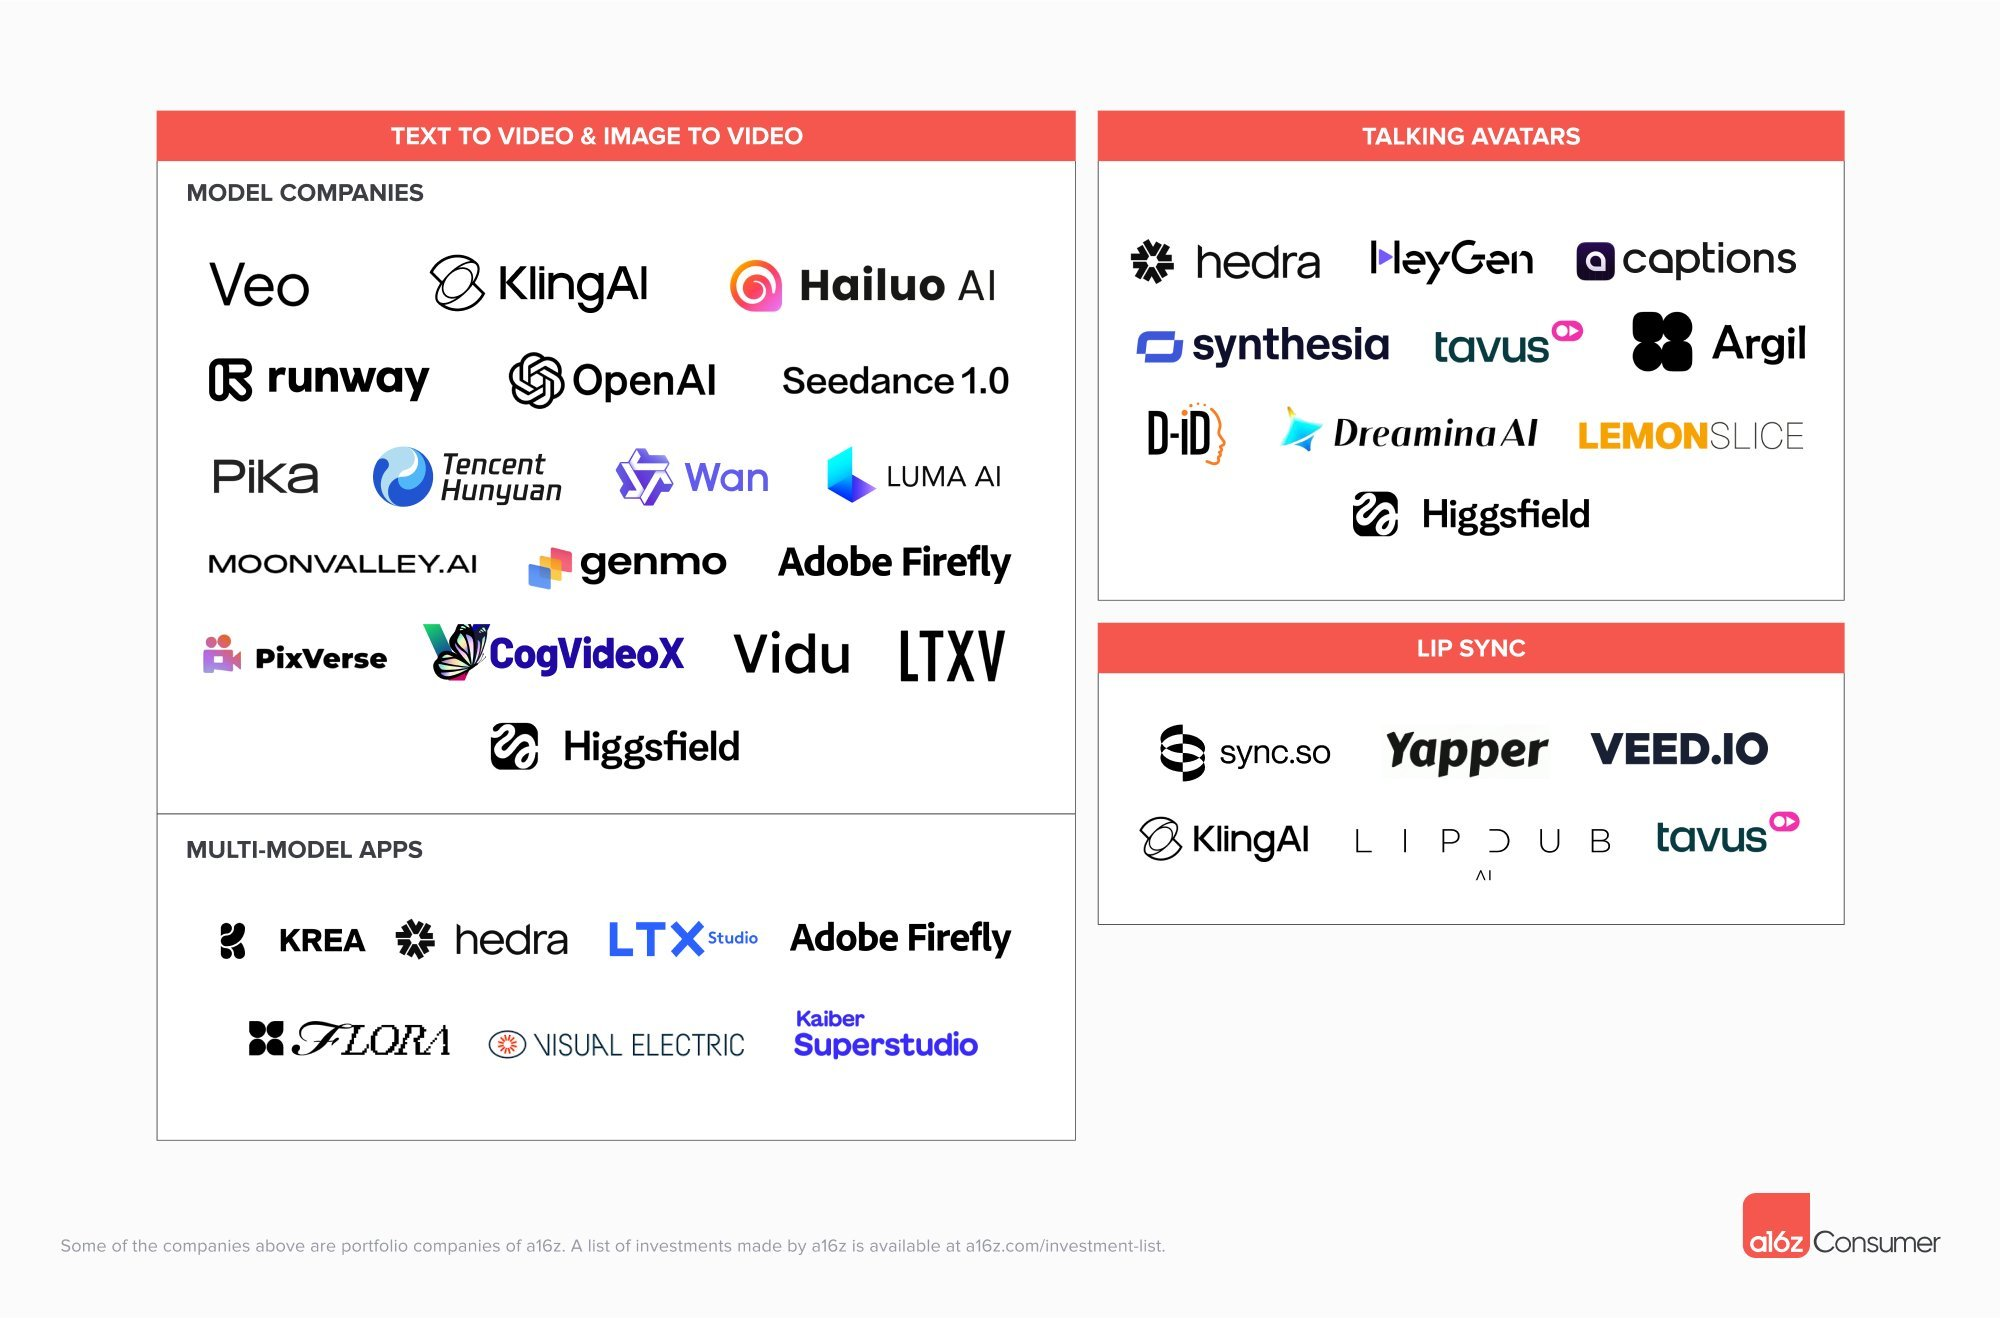 TEXT TO VIDEO & IMAGE TO VIDEO
MODEL COMPANIES
Veo
KlingAI
Hailuo AI
runway
OpenAI
Seedance 1.0
Pika
Tencent
Hunyuan
Wan
LUMA AI
MOONVALLEY.AI
genmo
Adobe Firefly
PixVerse
CogVideoX
Vidu
LTXV
Higgsfield
MULTI-MODEL APPS
KREA
hedra
LTX Studio
Adobe Firefly
FLORA
VISUAL ELECTRIC
Kaiber
Superstudio
TALKING AVATARS
hedra
HeyGen
captions
synthesia
tavus
Argil
D-iD
Dreamina AI
LEMONSLICE
Higgsfield
LIP SYNC
sync.so
Yapper
VEED.IO
KlingAI
LIPDUB
AI
tavus
Some of the companies above are portfolio companies of a16z. A list of investments made by a16z is available at a16z.com/investment-list.
a16z Consumer